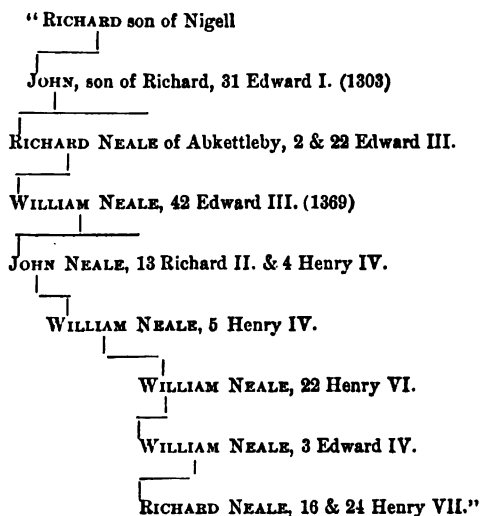 “ RICHARD son of Nigell
JOHN, son of Richard, 31 Edward I. (1303)
RICHARD NEALE of Abkettleby, 2 & 22 Edward III.
WILLIAM NEALE, 42 Edward III. (1369)
JOHN NEALE, 13 Richard II. & 4 Henry IV.
WILLIAM NEALE, 5 Henry IV.
WILLIAM NEALE, 22 Henry VI.
WILLIAM NEALE, 3 Edward IV.
RICHARD NEALE, 16 & 24 Henry VII.”